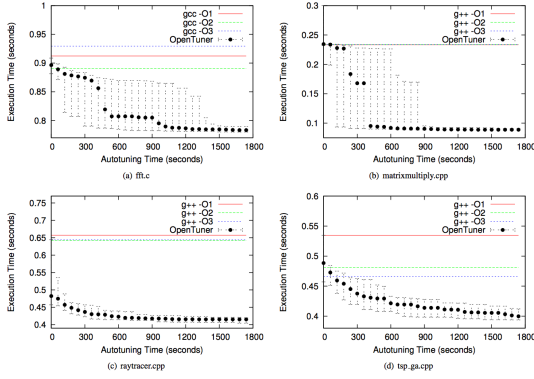 Execution Time (seconds)
1
0.95
0.9
0.85
0.8
gcc -O1
gcc -O2
gcc -O3
OpenTuner
0 300 600 900 1200 1500 1800
Autotuning Time (seconds)
(a) fft.c
Execution Time (seconds)
0.3
0.25
0.2
0.15
0.1
g++ -O1
g++ -O2
g++ -O3
OpenTuner
0 300 600 900 1200 1500 1800
Autotuning Time (seconds)
(b) matrixmultiply.cpp
Execution Time (seconds)
0.75
0.7
0.65
0.6
0.55
0.5
0.45
0.4
g++ -O1
g++ -O2
g++ -O3
OpenTuner
0 300 600 900 1200 1500 1800
Autotuning Time (seconds)
(c) raytracer.cpp
Execution Time (seconds)
0.6
0.55
0.5
0.45
0.4
g++ -O1
g++ -O2
g++ -O3
OpenTuner
0 300 600 900 1200 1500 1800
Autotuning Time (seconds)
(d) tsp_ga.cpp